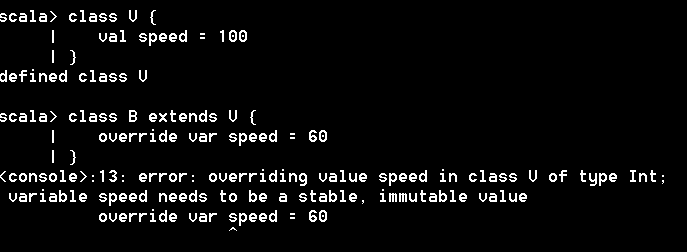 scala> class V {
     |    val speed = 100
     | }
defined class V
scala> class B extends V {
     |    override var speed = 60
     | }
<console>:13: error: overriding value speed in class V of type Int;
 variable speed needs to be a stable, immutable value
          override var speed = 60
                       ^